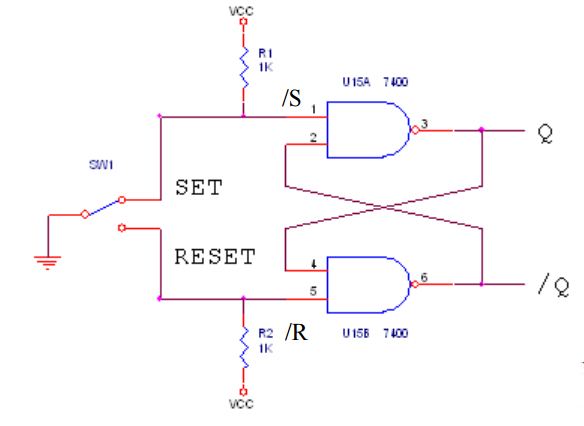 VCC
R1
1K
/S
U15A 7400
1
2
3
Q
SW1
SET
RESET
4
5
6
/Q
R2
1K
/R
U15B 7400
VCC